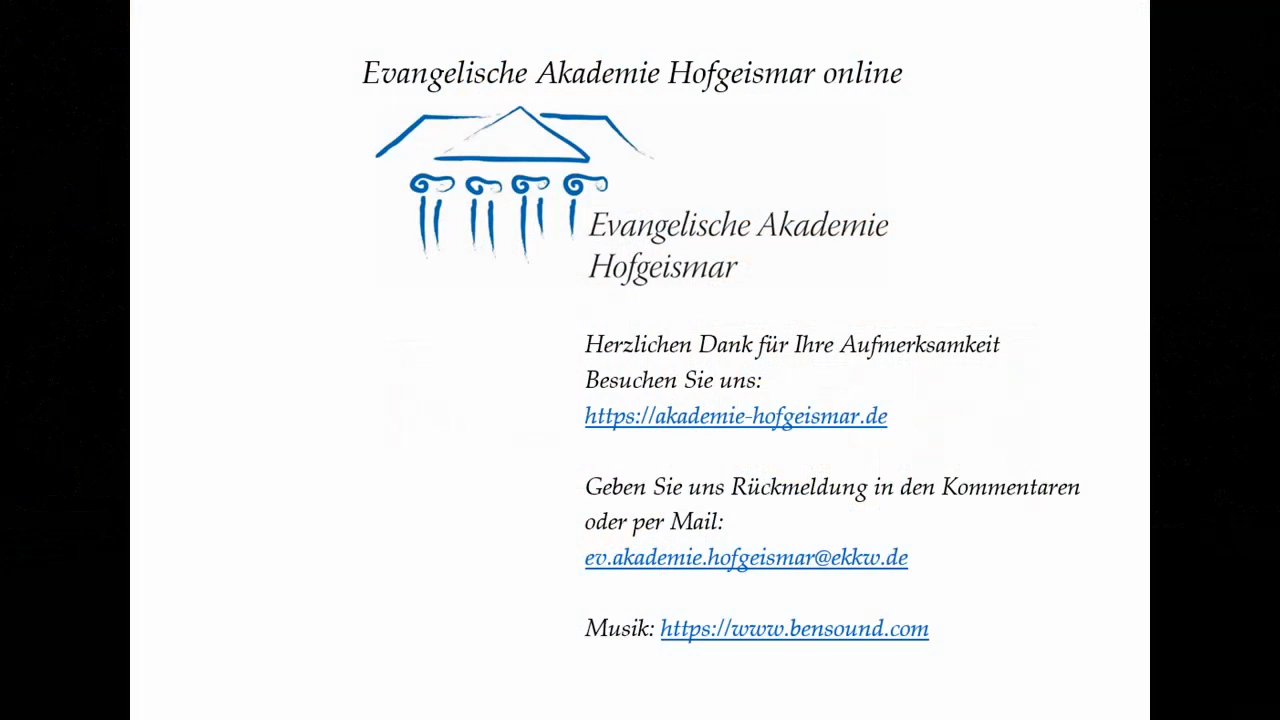 Evangelische Akademie Hofgeismar online
Evangelische Akademie
Hofgeismar
Herzlichen Dank für Ihre Aufmerksamkeit
Besuchen Sie uns:
https://akademie-hofgeismar.de
Geben Sie uns Rückmeldung in den Kommentaren
oder per Mail:
ev.akademie.hofgeismar@ekkw.de
Musik: https://www.bensound.com